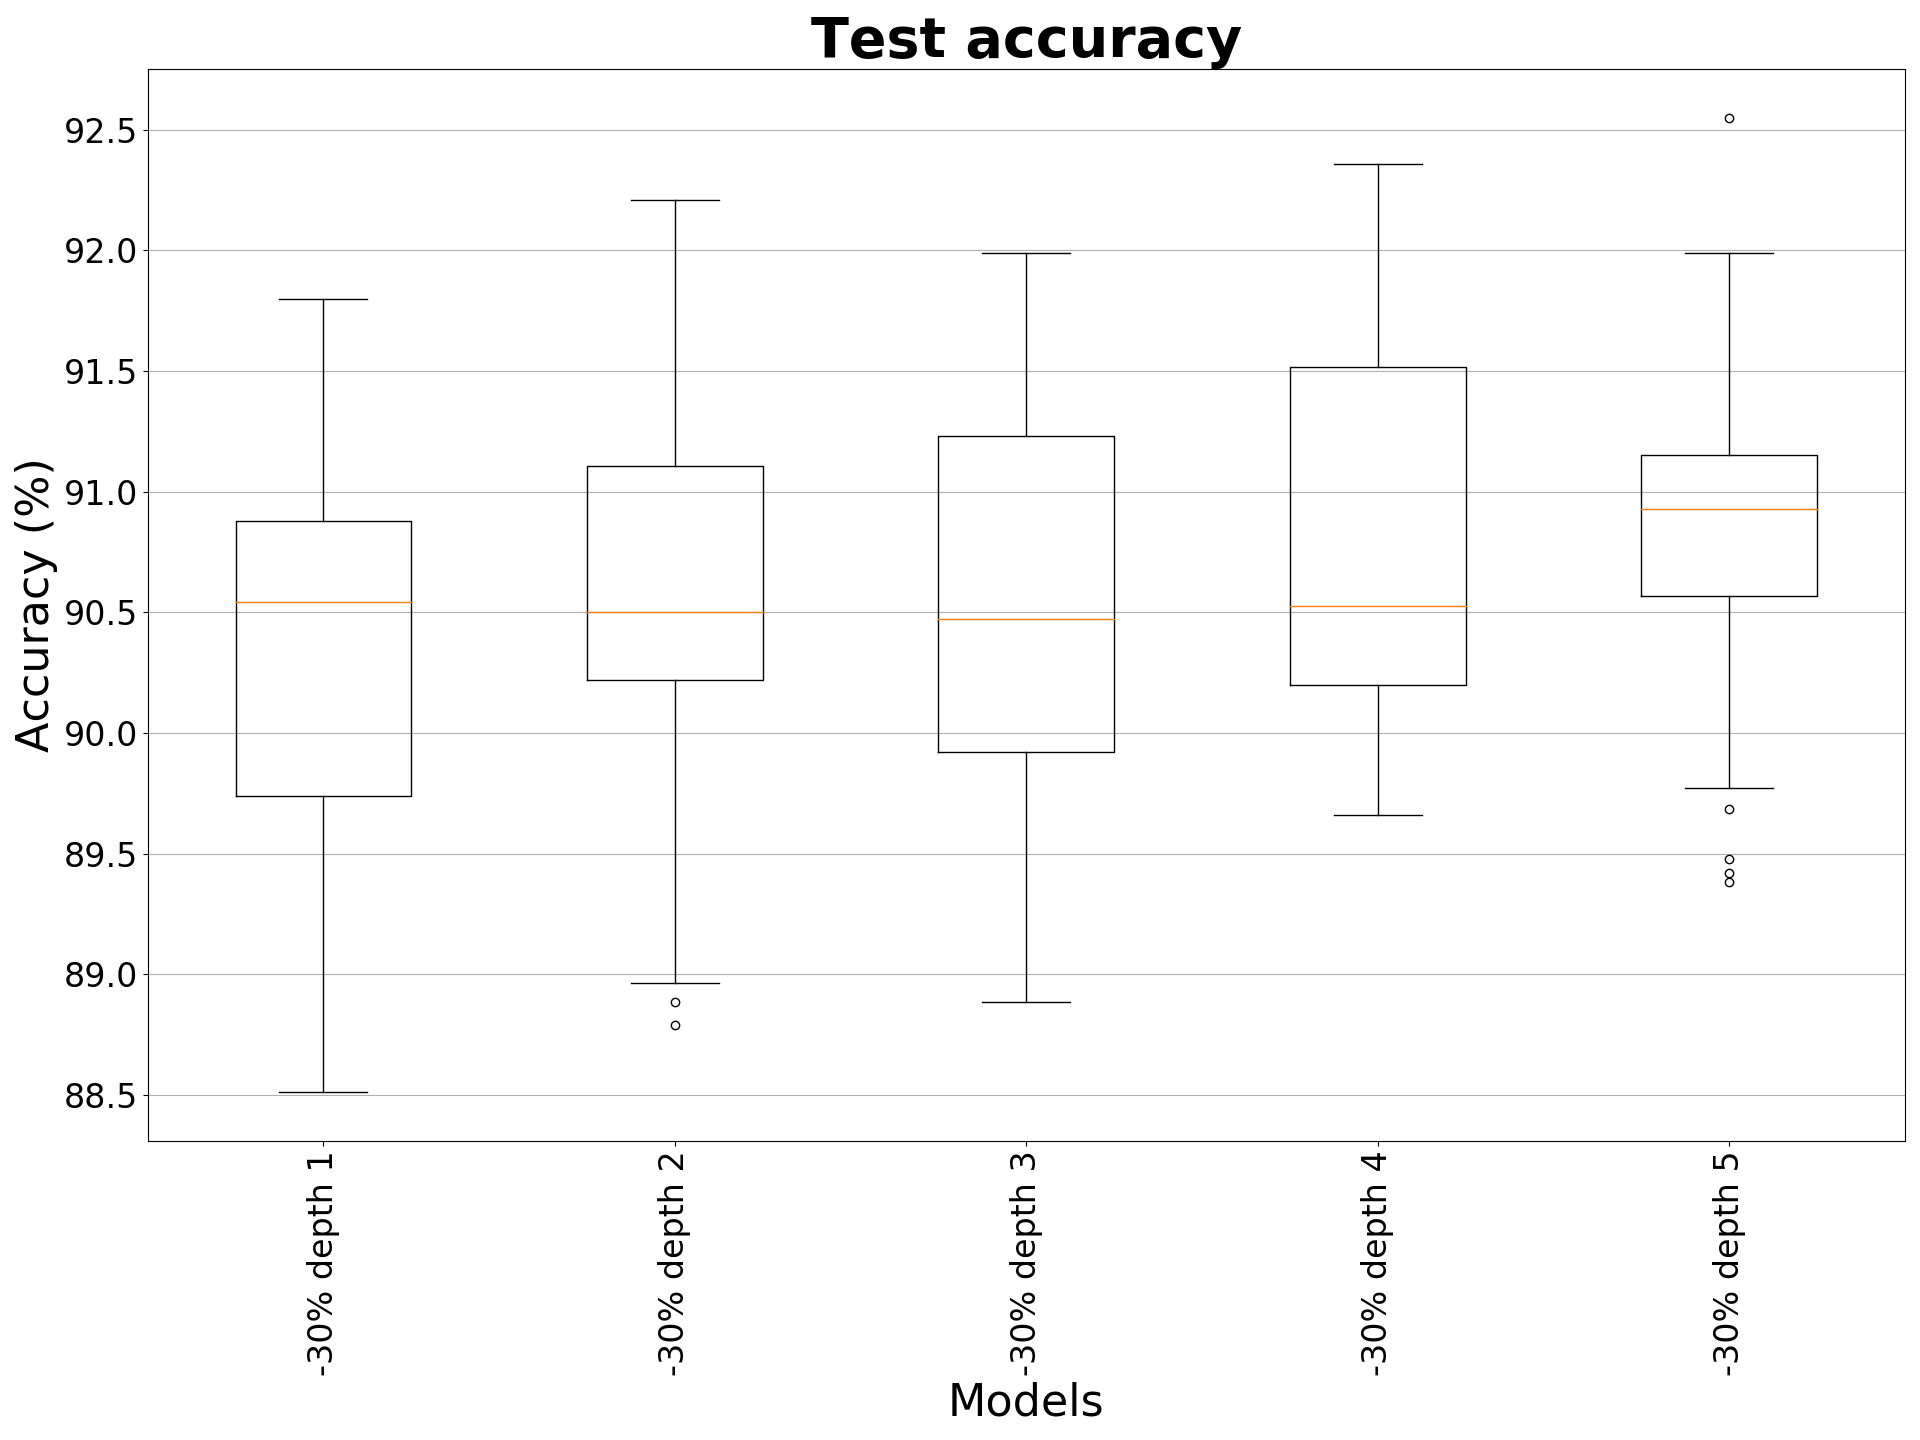 Test accuracy
Accuracy (%)
92.5
92.0
91.5
91.0
90.5
90.0
89.5
89.0
88.5
-30% depth 1
-30% depth 2
-30% depth 3
-30% depth 4
-30% depth 5
Models